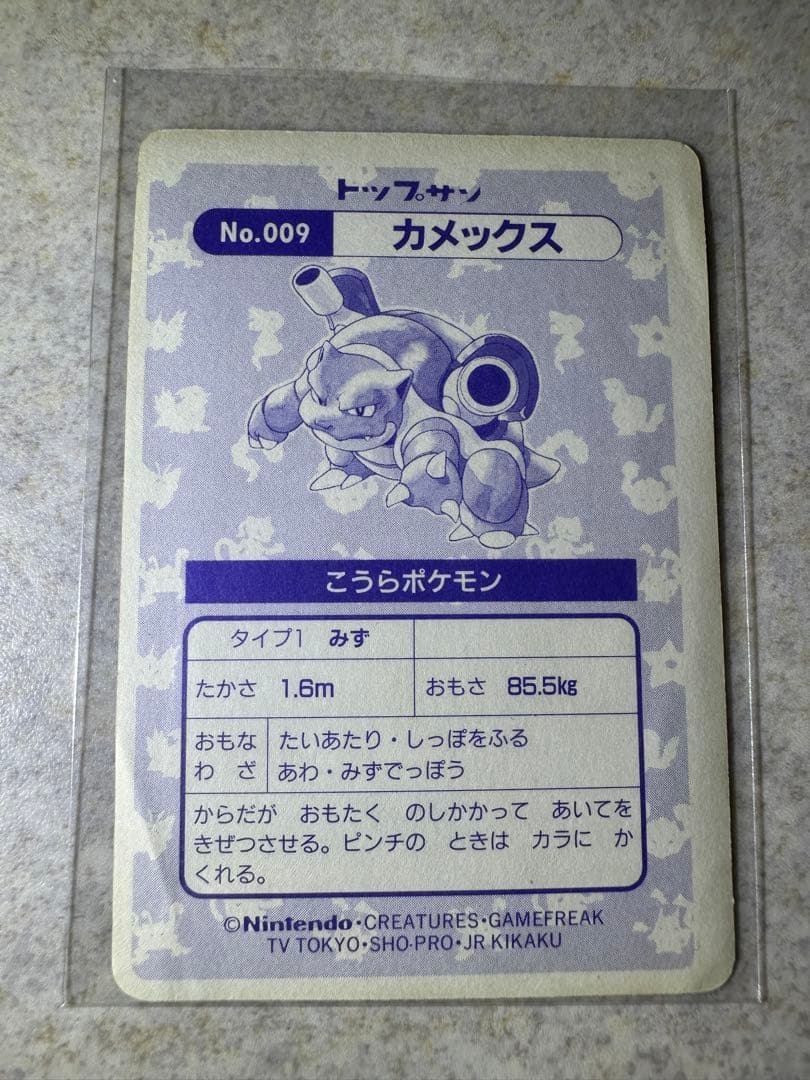 トップサン
No.009 カメックス
こうらポケモン
タイプ1 みず
たかさ 1.6m おもさ 85.5kg
おもな たいあたり・しっぽをふる
わ ざ あわ・みずでっぽう
からだが おもたく のしかかって あいてを
きぜつさせる。ピンチの ときは カラに か
くれる。
©Nintendo・CREATURES・GAMEFREAK
TV TOKYO・SHO-PRO・JR KIKAKU